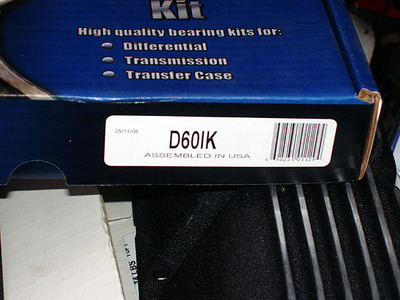 Kit
High quality bearing kits for:
Differential
Transmission
Transfer Case
05/11/06
D60IK
ASSEMBLED IN USA